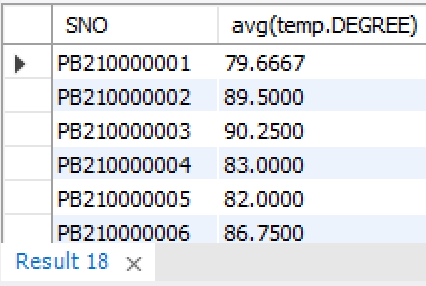 SNO avg(temp.DEGREE)
PB210000001 79.6667
PB210000002 89.5000
PB210000003 90.2500
PB210000004 83.0000
PB210000005 82.0000
PB210000006 86.7500
Result 18